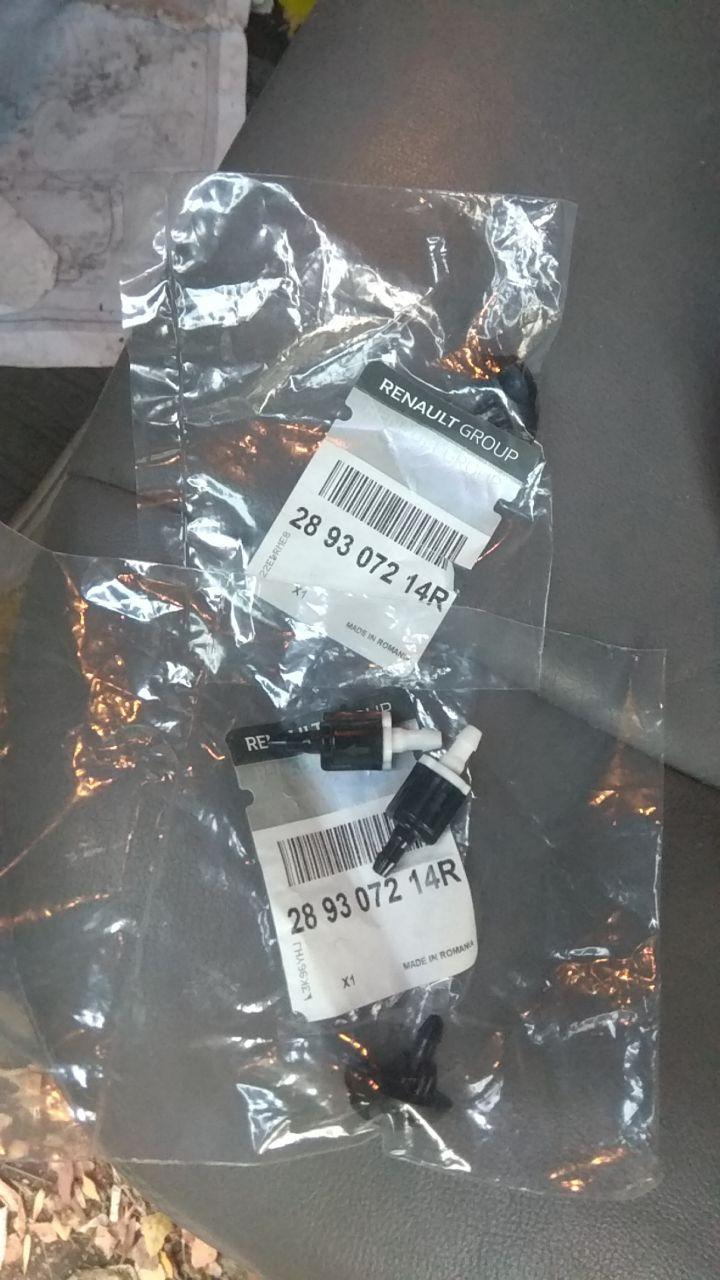 RENAULT GROUP
28 93 072 14R
X1
MADE IN ROMANIA
28 93 072 14R
X1
MADE IN ROMANIA